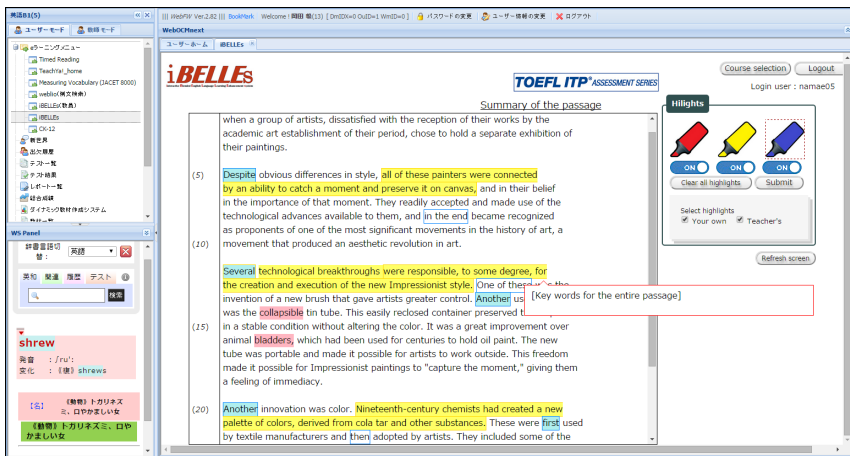 英語B1(5)
ユーザーモード 教師モード
eラーニングメニュー
Timed Reading
TeachYa!_home
Measuring Vocabulary (JACET 8000)
weblio(例文検索)
iBELLEs(教員)
iBELLEs
CK-12
新世界
出欠履歴
テスト一覧
テスト結果
レポート一覧
総合成績
ダイナミック教材作成システム
WS Panel
辞書言語切替: 英語
英和 関連 履歴 テスト
検索
shrew
発音 : ʃru':
変化 : 《複》shrews
【名】 《動物》トガリネズミ、口やかましい女
《動物》トガリネズミ、口やかましい女
||| WebFW Ver.2.82 ||| BookMark Welcome !岡田 毅(13) [ DmIDX=0 OuID=1 WmID=0 ] パスワードの変更 ユーザー情報の変更 ログアウト
WebOCMnext
ユーザーホーム iBELLEs
iBELLEs
TOEFL ITP® ASSESSMENT SERIES
Course selection Logout
Login user : namae05
Summary of the passage
when a group of artists, dissatisfied with the reception of their works by the
academic art establishment of their period, chose to hold a separate exhibition of
their paintings.
(5) Despite obvious differences in style, all of these painters were connected
by an ability to catch a moment and preserve it on canvas, and in their belief
in the importance of that moment. They readily accepted and made use of the
technological advances available to them, and in the end became recognized
as proponents of one of the most significant movements in the history of art, a
(10) movement that produced an aesthetic revolution in art.
Several technological breakthroughs were responsible, to some degree, for
the creation and execution of the new Impressionist style. One of these was the
invention of a new brush that gave artists greater control. Another
was the collapsible tin tube. This easily reclosed container preserved
(15) in a stable condition without altering the color. It was a great improvement over
animal bladders, which had been used for centuries to hold oil paint. The new
tube was portable and made it possible for artists to work outside. This freedom
made it possible for Impressionist paintings to "capture the moment," giving them
a feeling of immediacy.
(20) Another innovation was color. Nineteenth-century chemists had created a new
palette of colors, derived from cola tar and other substances. These were first used
by textile manufacturers and then adopted by artists. They included some of the
[Key words for the entire passage]
Hilights
ON ON ON
Clear all highlights Submit
Select highlights
Your own Teacher's
Refresh screen